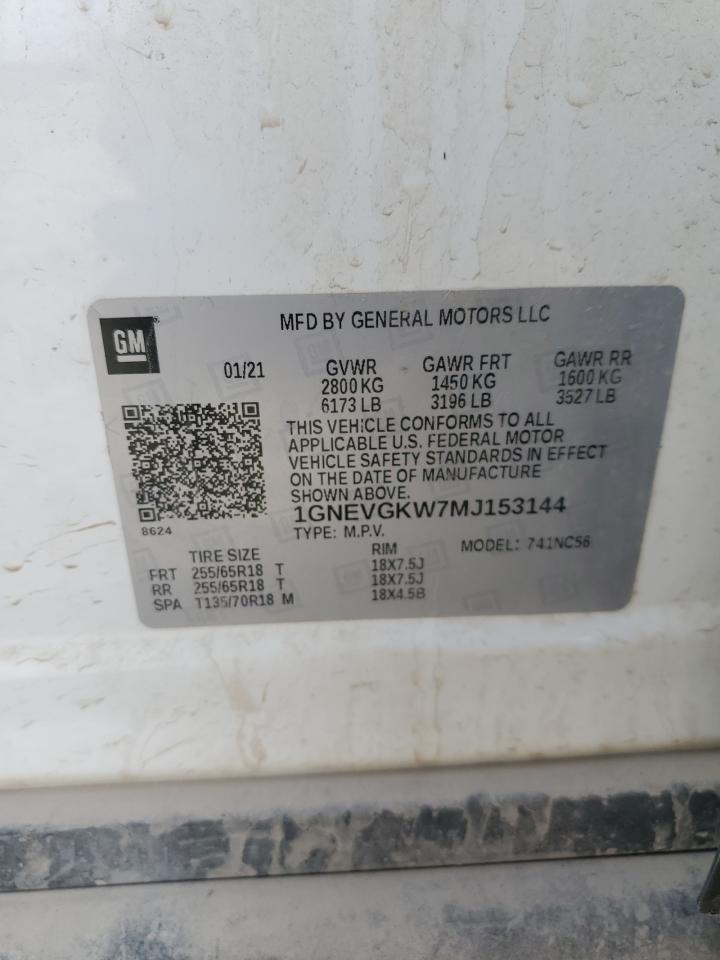 MFD BY GENERAL MOTORS LLC
GM
01/21
GVWR GAWR FRT GAWR RR
2800 KG 1450 KG 1600 KG
6173 LB 3196 LB 3527 LB
THIS VEHICLE CONFORMS TO ALL
APPLICABLE U.S. FEDERAL MOTOR
VEHICLE SAFETY STANDARDS IN EFFECT
ON THE DATE OF MANUFACTURE
SHOWN ABOVE.
1GNEVGKW7MJ153144
8624
TYPE: M.P.V. MODEL: 741NC56
TIRE SIZE RIM
FRT 255/65R18 T 18X7.5J
RR 255/65R18 T 18X7.5J
SPA T135/70R18 M 18X4.5B